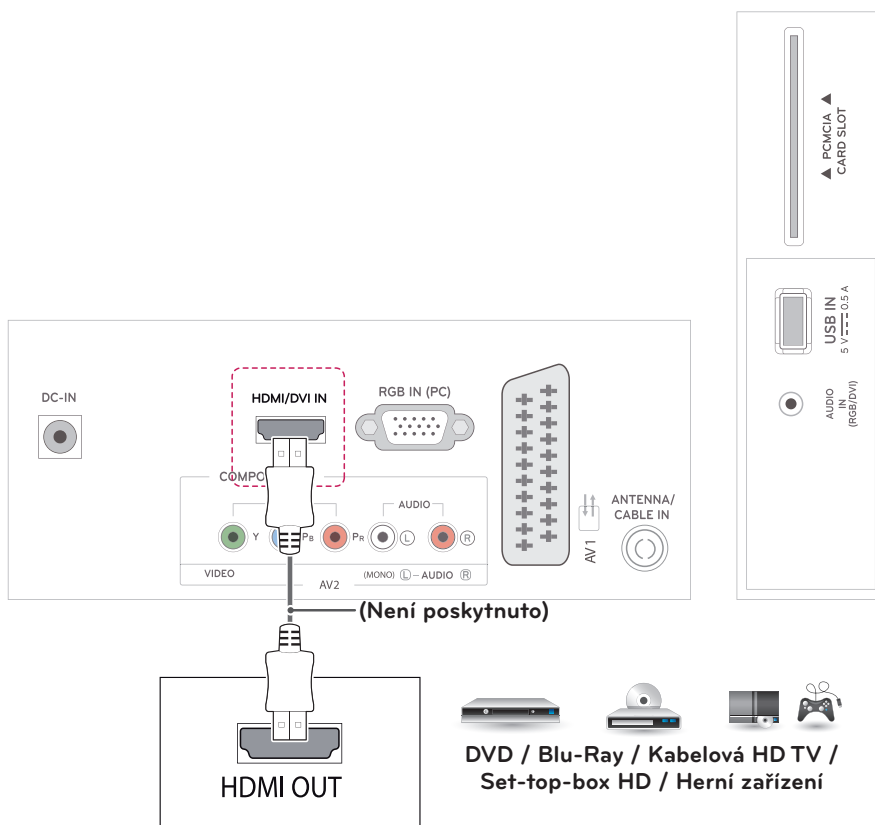 ▲ PCMCIA ▲
CARD SLOT
USB IN
5 V 0.5 A
AUDIO
IN
(RGB/DVI)
DC-IN
HDMI/DVI IN
RGB IN (PC)
COMPO
AUDIO
Y
PB
PR
L
R
VIDEO
(MONO) L - AUDIO R
AV2
AV1
ANTENNA/
CABLE IN
(Není poskytnuto)
HDMI OUT
DVD / Blu-Ray / Kabelová HD TV /
Set-top-box HD / Herní zařízení